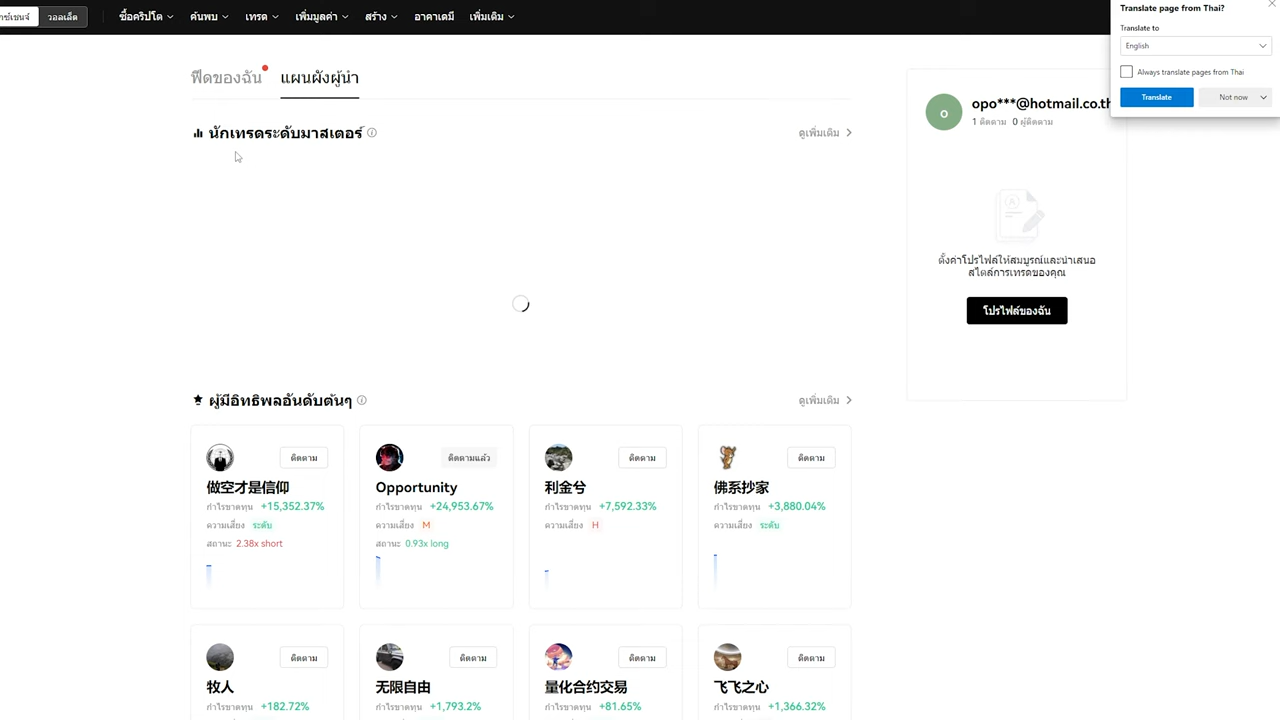 วอลเล็ต
ซื้อคริปโต
ค้นพบ
เทรด
เพิ่มมูลค่า
สร้าง
อาคาเดมี
เพิ่มเติม
Translate page from Thai?
Translate to
English
Always translate pages from Thai
Translate
Not now
ฟีดของฉัน
แผนผังผู้นำ
opo***@hotmail.co.th
1 ติดตาม 0 ผู้ติดตาม
o
นักเทรดระดับมาสเตอร์
ดูเพิ่มเติม
ตั้งค่าโปรไฟล์ให้สมบูรณ์และนำเสนอ
สไตล์การเทรดของคุณ
โปรไฟล์ของฉัน
ผู้มีอิทธิพลอันดับต้นๆ
ดูเพิ่มเติม
ติดตาม
做空才是信仰
กำไรขาดทุน +15,352.37%
ความเสี่ยง ระดับ
สถานะ 2.38x short
ติดตามแล้ว
Opportunity
กำไรขาดทุน +24,953.67%
ความเสี่ยง M
สถานะ 0.93x long
ติดตาม
利金兮
กำไรขาดทุน +7,592.33%
ความเสี่ยง H
ติดตาม
佛系抄家
กำไรขาดทุน +3,880.04%
ความเสี่ยง ระดับ
ติดตาม
牧人
กำไรขาดทุน +182.72%
ติดตาม
无限自由
กำไรขาดทุน +1,793.2%
ติดตาม
量化合约交易
กำไรขาดทุน +81.65%
ติดตาม
飞飞之心
กำไรขาดทุน +1,366.32%